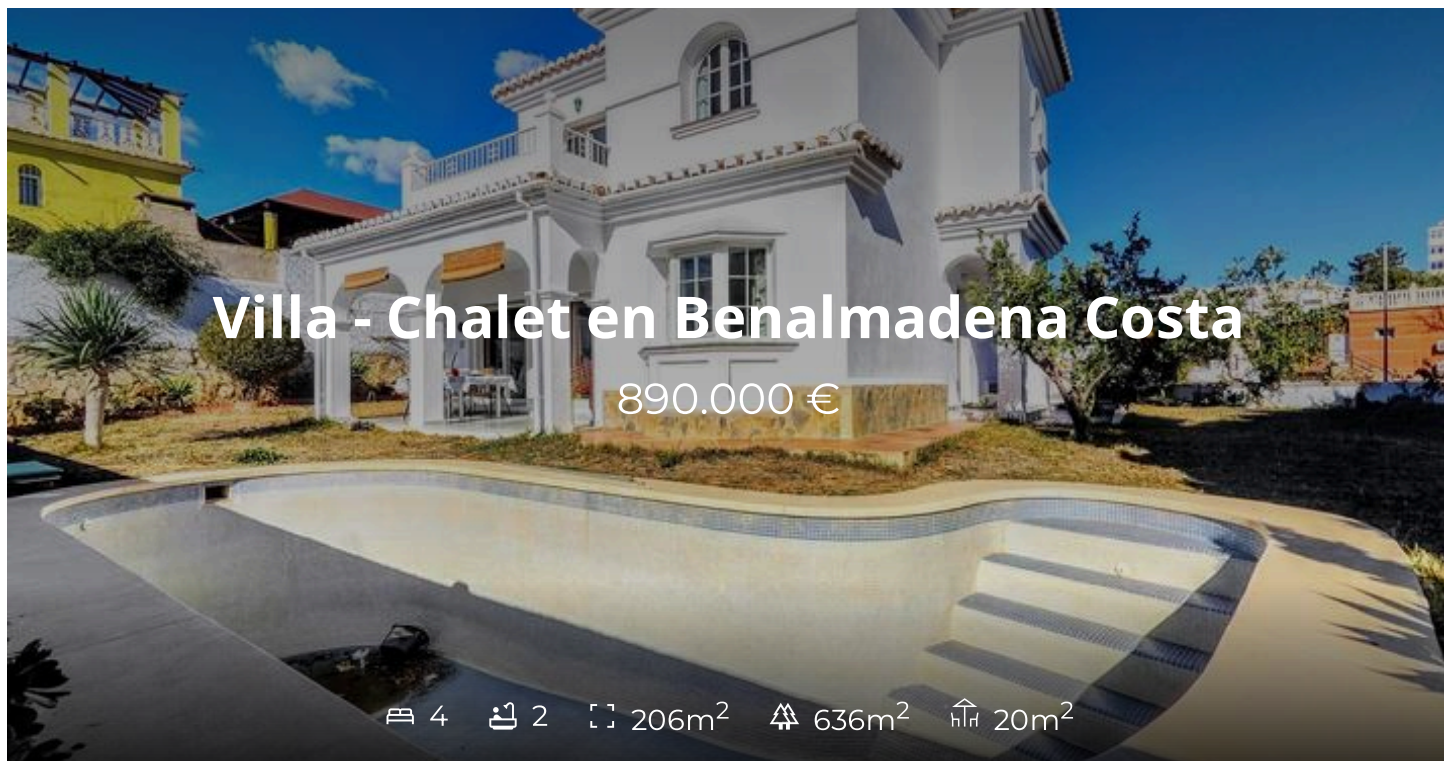 Villa - Chalet en Benalmadena Costa
890.000 €
4 2 206m² 636m² 20m²